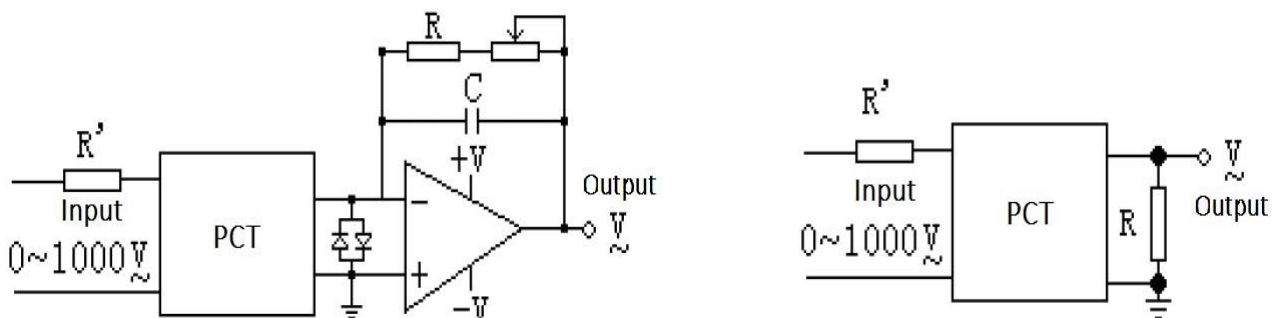 R
C
R'
+V
Output
Input
PCT
−
V
~
0~1000V
~
+
−V
R'
V
~
Input
PCT
R
Output
0~1000V
~